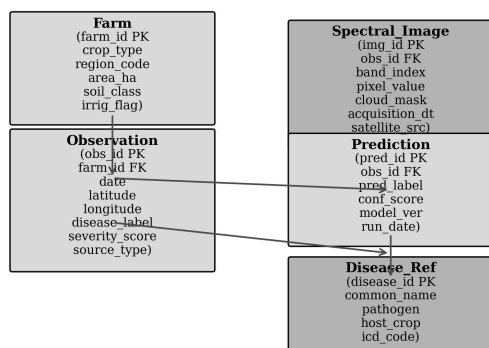 Farm
(farm_id PK
crop_type
region_code
area_ha
soil_class
irrig_flag)
Observation
(obs_id PK
farm_id FK
date
latitude
longitude
disease_label
severity_score
source_type)
Spectral_Image
(img_id PK
obs_id FK
band_index
pixel_value
cloud_mask
acquisition_dt
satellite_src)
Prediction
(pred_id PK
obs_id FK
pred_label
conf_score
model_ver
run_date)
Disease_Ref
(disease_id PK
common_name
pathogen
host_crop
icd_code)